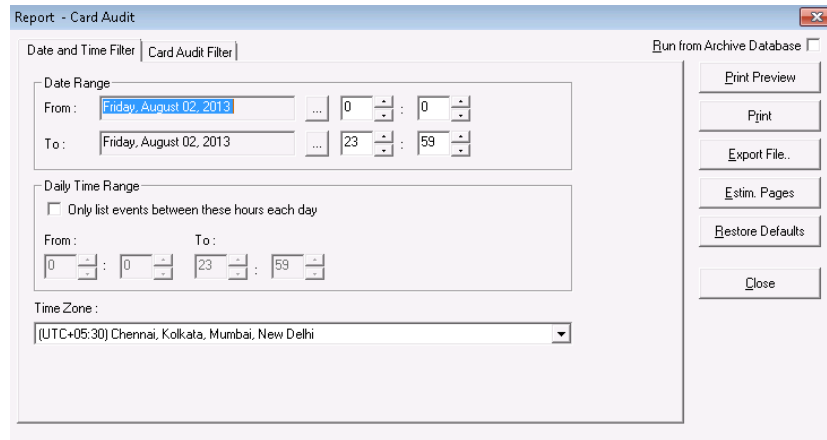 Report - Card Audit
Date and Time Filter Card Audit Filter
Run from Archive Database
Date Range
From : Friday, August 02, 2013 ... 0 : 0
To : Friday, August 02, 2013 ... 23 : 59
Daily Time Range
Only list events between these hours each day
From : To :
0 : 0 23 : 59
Time Zone :
(UTC+05:30) Chennai, Kolkata, Mumbai, New Delhi
Print Preview
Print
Export File..
Estim. Pages
Restore Defaults
Close